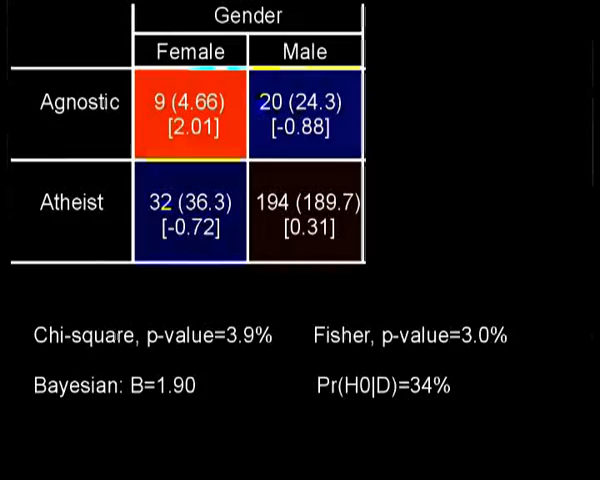 Gender
Female Male
Agnostic 9 (4.66) 20 (24.3)
[2.01] [-0.88]
Atheist 32 (36.3) 194 (189.7)
[-0.72] [0.31]
Chi-square, p-value=3.9% Fisher, p-value=3.0%
Bayesian: B=1.90 Pr(H0|D)=34%